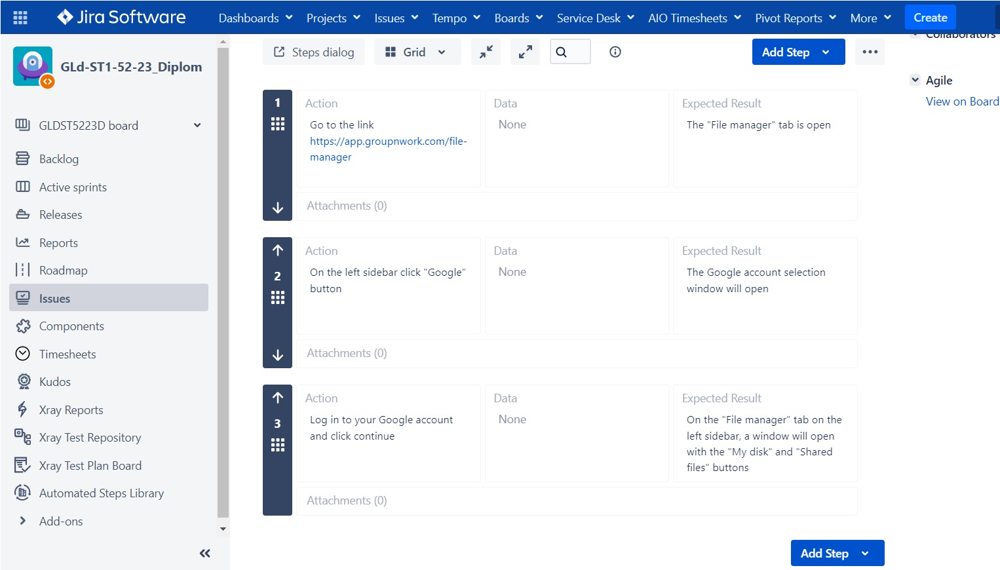 Jira Software
Dashboards Projects Issues Tempo Boards Service Desk AIO Timesheets Pivot Reports More Create
GLd-ST1-52-23_Diplom
GLDST5223D board
Backlog
Active sprints
Releases
Reports
Roadmap
Issues
Components
Timesheets
Kudos
Xray Reports
Xray Test Repository
Xray Test Plan Board
Automated Steps Library
Add-ons
Steps dialog Grid Add Step
1
Action
Go to the link
https://app.groupnwork.com/file-
manager
Data
None
Expected Result
The "File manager" tab is open
Attachments (0)
2
Action
On the left sidebar click "Google"
button
Data
None
Expected Result
The Google account selection
window will open
Attachments (0)
3
Action
Log in to your Google account
and click continue
Data
None
Expected Result
On the "File manager" tab on the
left sidebar, a window will open
with the "My disk" and "Shared
files" buttons
Attachments (0)
Add Step
Collaborators
Agile
View on Board